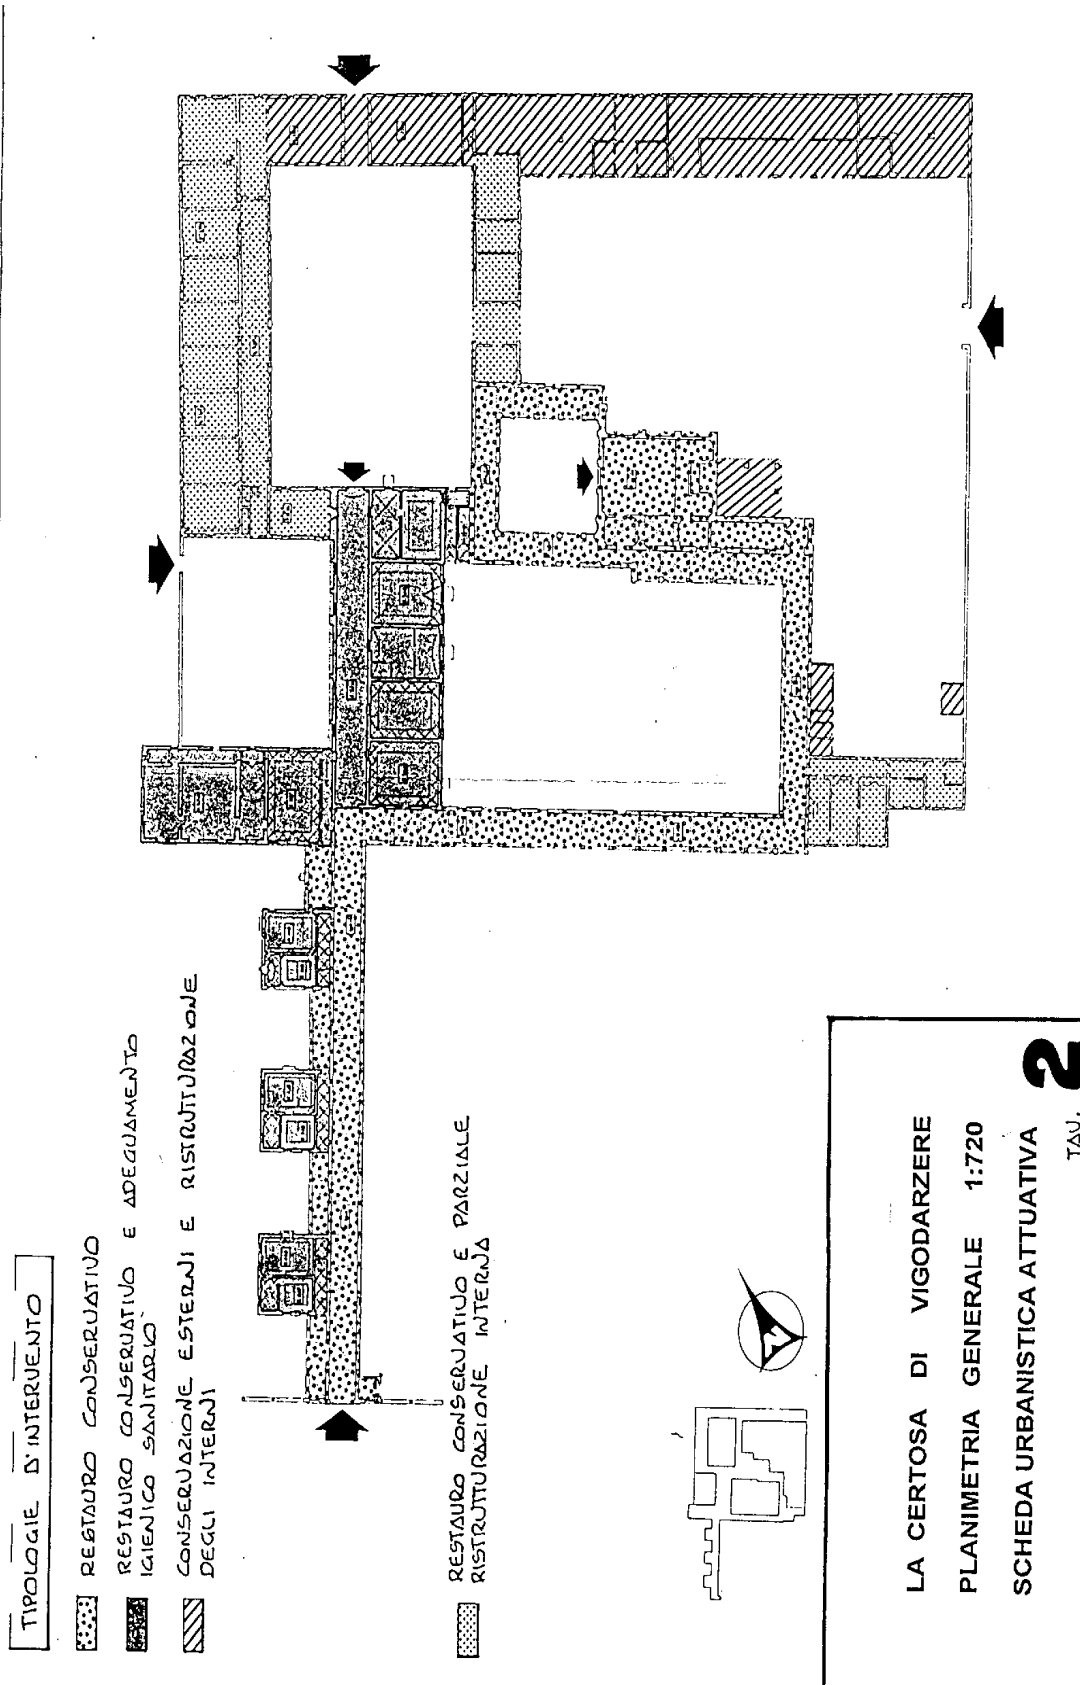 TIPOLOGIE D'INTERVENTO
RESTAURO CONSERVATIVO
RESTAURO CONSERVATIVO E ADEGUAMENTO
IGIENICO SANITARIO
CONSERVAZIONE ESTERNI E RISTRUTTURAZIONE
DEGLI INTERNI
RESTAURO CONSERVATIVO E PARZIALE
RISTRUTTURAZIONE INTERNA
N
LA CERTOSA DI VIGODARZERE
PLANIMETRIA GENERALE 1:720
SCHEDA URBANISTICA ATTUATIVA
TAV. 2